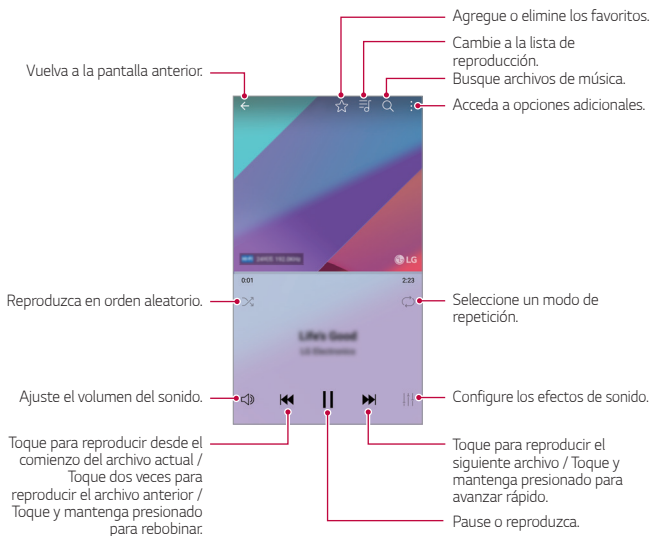 Agregue o elimine los favoritos.
Cambie a la lista de
reproducción.
Vuelva a la pantalla anterior.
Busque archivos de música.
Acceda a opciones adicionales.
LG
0:01
2:23
Reproduzca en orden aleatorio.
Seleccione un modo de
repetición.
Life's Good
LG Electronics
Ajuste el volumen del sonido.
Configure los efectos de sonido.
Toque para reproducir desde el
comienzo del archivo actual /
Toque dos veces para
reproducir el archivo anterior /
Toque y mantenga presionado
para rebobinar.
Toque para reproducir el
siguiente archivo / Toque y
mantenga presionado para
avanzar rápido.
Pause o reproduzca.